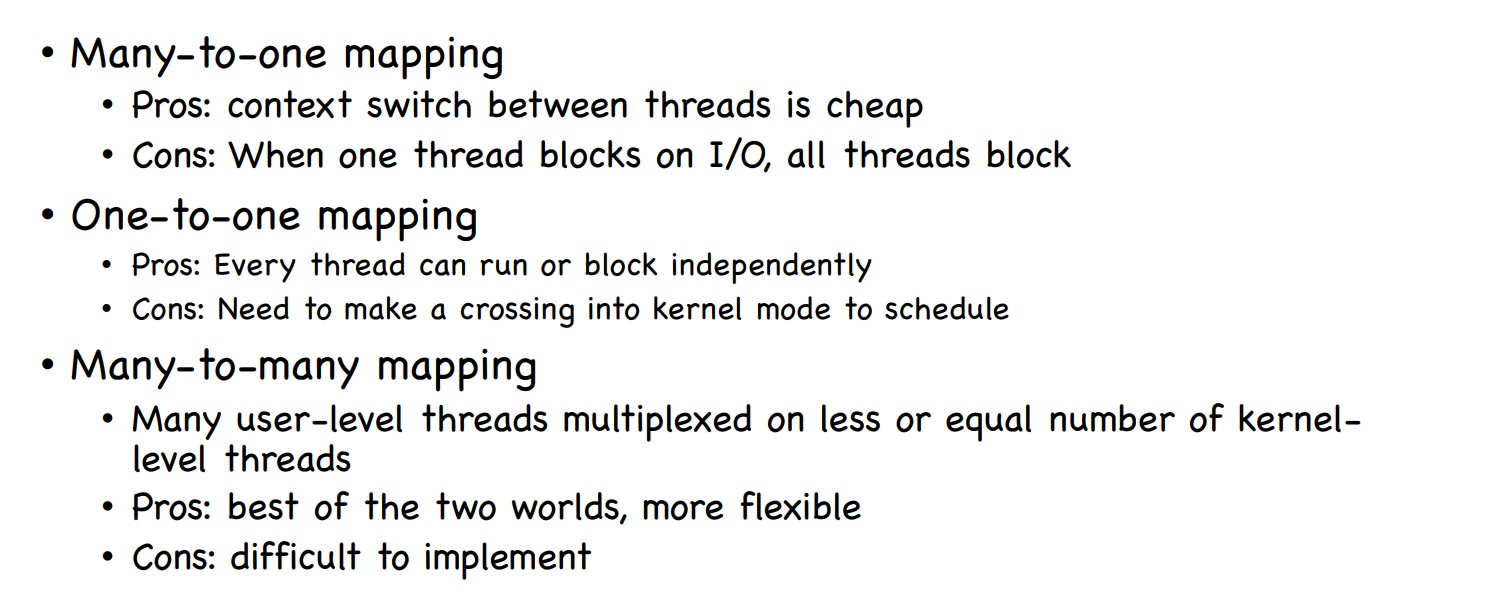 • Many-to-one mapping
• Pros: context switch between threads is cheap
• Cons: When one thread blocks on I/O, all threads block
• One-to-one mapping
• Pros: Every thread can run or block independently
• Cons: Need to make a crossing into kernel mode to schedule
• Many-to-many mapping
• Many user-level threads multiplexed on less or equal number of kernel-
level threads
• Pros: best of the two worlds, more flexible
• Cons: difficult to implement